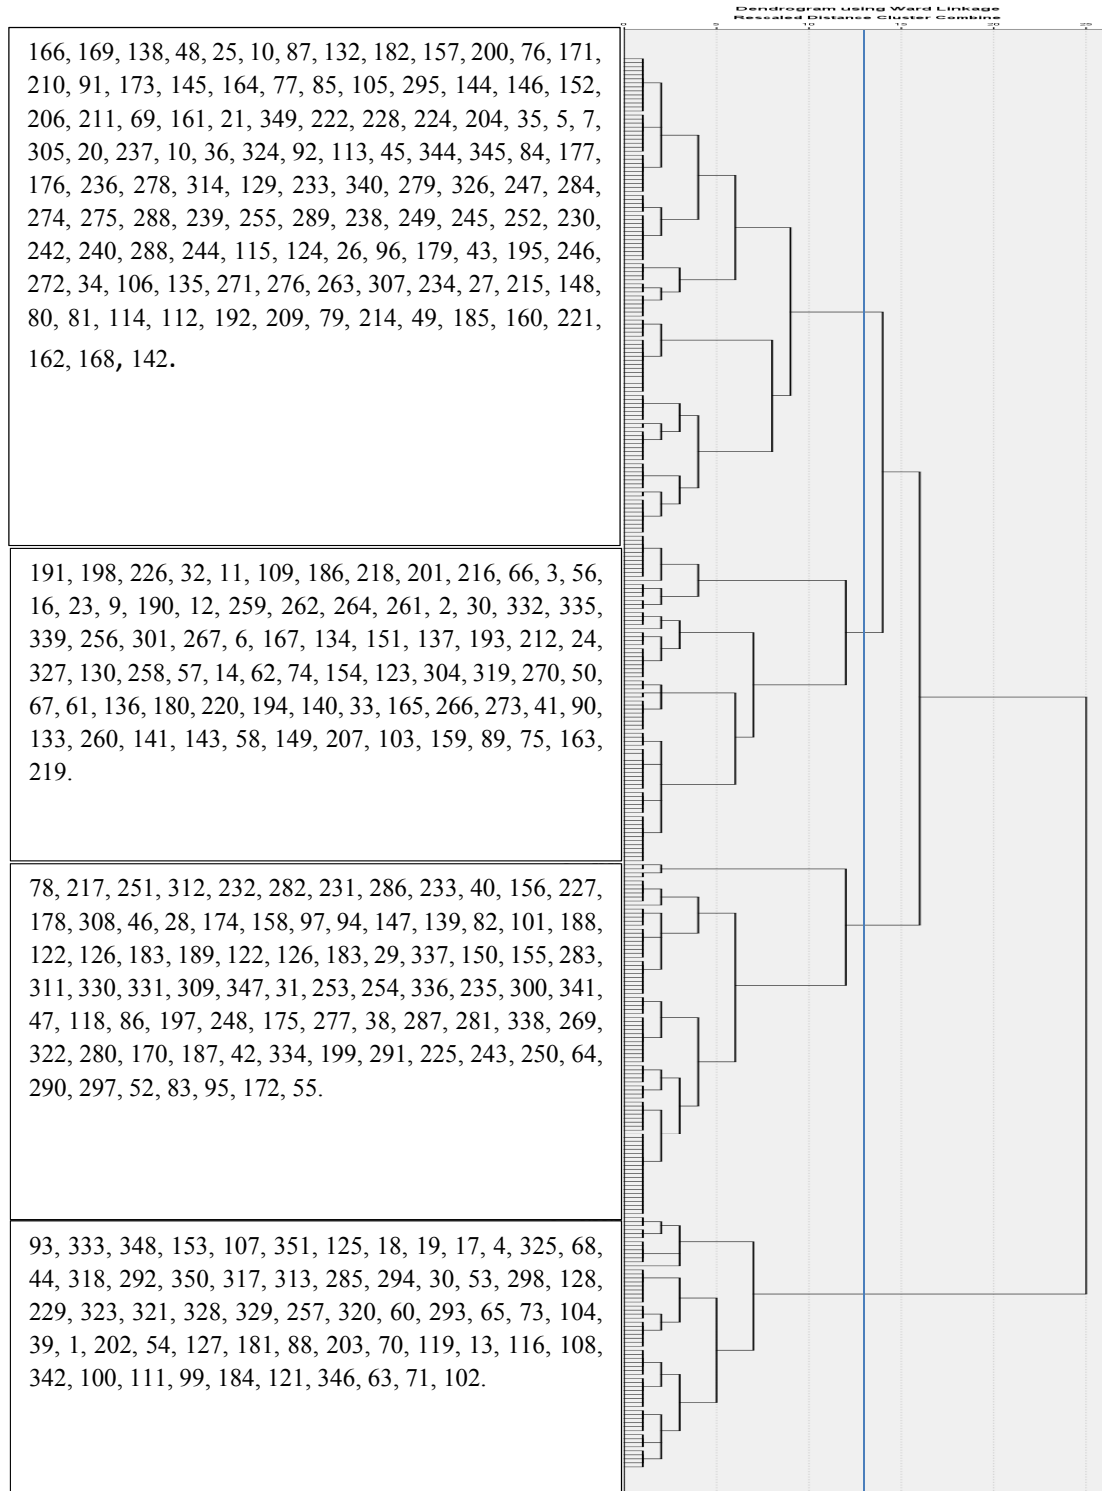 Dendrogram using Ward Linkage
Rescaled Distance Cluster Combine
0 5 10 15 20 25
166, 169, 138, 48, 25, 10, 87, 132, 182, 157, 200, 76, 171,
210, 91, 173, 145, 164, 77, 85, 105, 295, 144, 146, 152,
206, 211, 69, 161, 21, 349, 222, 228, 224, 204, 35, 5, 7,
305, 20, 237, 10, 36, 324, 92, 113, 45, 344, 345, 84, 177,
176, 236, 278, 314, 129, 233, 340, 279, 326, 247, 284,
274, 275, 288, 239, 255, 289, 238, 249, 245, 252, 230,
242, 240, 288, 244, 115, 124, 26, 96, 179, 43, 195, 246,
272, 34, 106, 135, 271, 276, 263, 307, 234, 27, 215, 148,
80, 81, 114, 112, 192, 209, 79, 214, 49, 185, 160, 221,
162, 168, 142.
191, 198, 226, 32, 11, 109, 186, 218, 201, 216, 66, 3, 56,
16, 23, 9, 190, 12, 259, 262, 264, 261, 2, 30, 332, 335,
339, 256, 301, 267, 6, 167, 134, 151, 137, 193, 212, 24,
327, 130, 258, 57, 14, 62, 74, 154, 123, 304, 319, 270, 50,
67, 61, 136, 180, 220, 194, 140, 33, 165, 266, 273, 41, 90,
133, 260, 141, 143, 58, 149, 207, 103, 159, 89, 75, 163,
219.
78, 217, 251, 312, 232, 282, 231, 286, 233, 40, 156, 227,
178, 308, 46, 28, 174, 158, 97, 94, 147, 139, 82, 101, 188,
122, 126, 183, 189, 122, 126, 183, 29, 337, 150, 155, 283,
311, 330, 331, 309, 347, 31, 253, 254, 336, 235, 300, 341,
47, 118, 86, 197, 248, 175, 277, 38, 287, 281, 338, 269,
322, 280, 170, 187, 42, 334, 199, 291, 225, 243, 250, 64,
290, 297, 52, 83, 95, 172, 55.
93, 333, 348, 153, 107, 351, 125, 18, 19, 17, 4, 325, 68,
44, 318, 292, 350, 317, 313, 285, 294, 30, 53, 298, 128,
229, 323, 321, 328, 329, 257, 320, 60, 293, 65, 73, 104,
39, 1, 202, 54, 127, 181, 88, 203, 70, 119, 13, 116, 108,
342, 100, 111, 99, 184, 121, 346, 63, 71, 102.